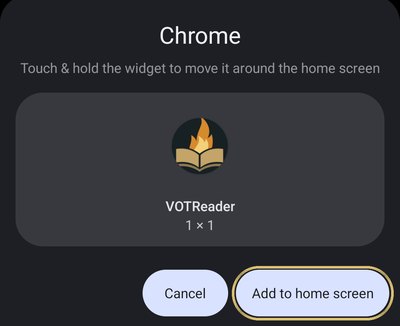 Chrome
Touch & hold the widget to move it around the home screen
VOTReader
1 × 1
Cancel
Add to home screen